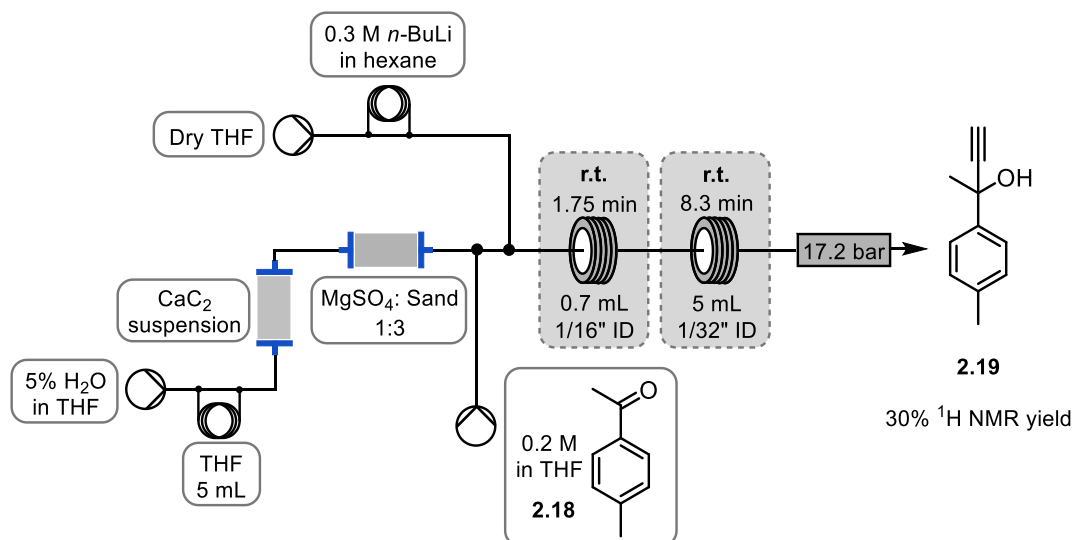 0.3 M n-BuLi
in hexane
Dry THF
r.t.
1.75 min
0.7 mL
1/16" ID
r.t.
8.3 min
5 mL
1/32" ID
17.2 bar
OH
2.19
30% ¹H NMR yield
CaC₂
suspension
MgSO₄: Sand
1:3
5% H₂O
in THF
THF
5 mL
O
0.2 M
in THF
2.18